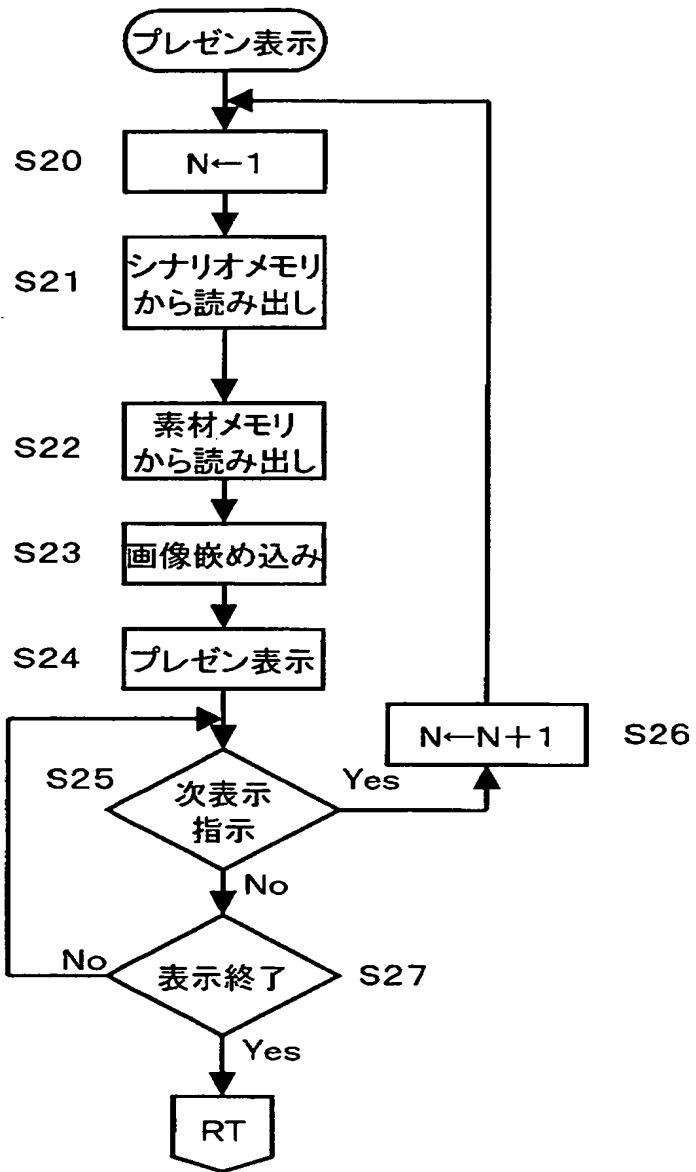 プレゼン表示
S20
N←1
S21
シナリオメモリ
から読み出し
S22
素材メモリ
から読み出し
S23
画像嵌め込み
S24
プレゼン表示
N←N+1
S26
S25
次表示
指示
Yes
No
表示終了
S27
No
Yes
RT